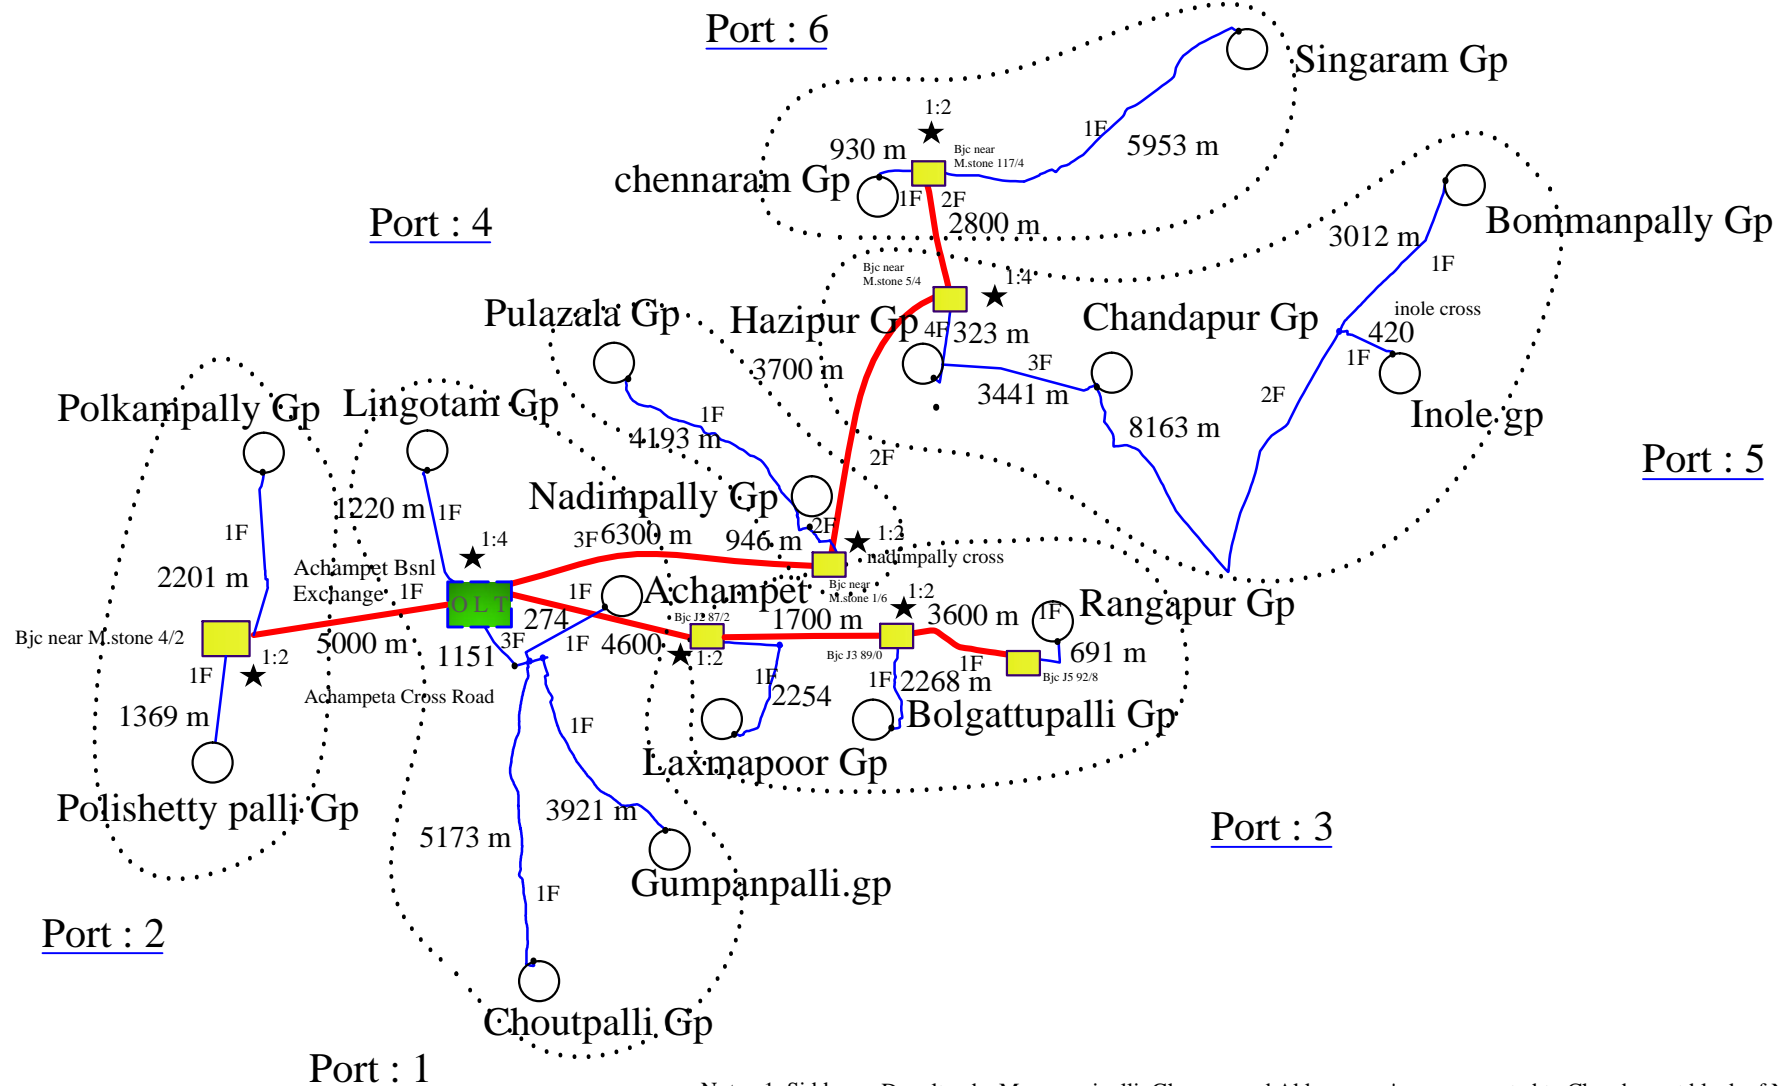 Port : 6
Singaram Gp
1:2
1F
5953 m
930 m
Bjc near
M.stone 117/4
chennaram Gp
1F
2F
2800 m
Port : 4
Bommanpally Gp
3012 m
1F
Bjc near
M.stone 5/4
1:4
inole cross
420
1F
Pulazala Gp
Hazipur Gp
4F
323 m
Chandapur Gp
3F
3441 m
3700 m
2F
Inole.gp
8163 m
Polkampally Gp
Lingotam Gp
1F
4193 m
2F
Port : 5
1220 m
1F
Nadimpally Gp
2F
1F
3F
6300 m
946 m
1:2
nadimpally cross
1:4
2201 m
Achampet Bsnl
Exchange
1F
O L T
1F
Achampet
Bjc near
M.stone 1/6
1:2
Bjc near M.stone 4/2
5000 m
274
3F
1F
4600
Bjc J2 87/2
1700 m
3600 m
1F
Rangapur Gp
1151
1:2
1F
1:2
Bjc J3 89/0
1F
691 m
Bjc J5 92/8
Achampeta Cross Road
1F
2254
1F
2268 m
1369 m
1F
Bolgattupalli Gp
Laxmapoor Gp
Polishetty palli Gp
3921 m
5173 m
Port : 3
1F
Gumpanpalli.gp
Port : 2
Choutpalli Gp
Port : 1